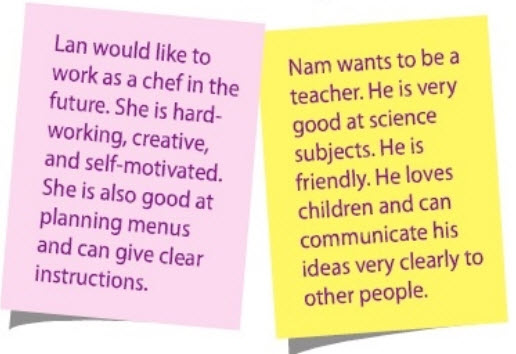 Lan would like to
work as a chef in the
future. She is hard-
working, creative,
and self-motivated.
She is also good at
planning menus
and can give clear
instructions.
Nam wants to be a
teacher. He is very
good at science
subjects. He is
friendly. He loves
children and can
communicate his
ideas very clearly to
other people.